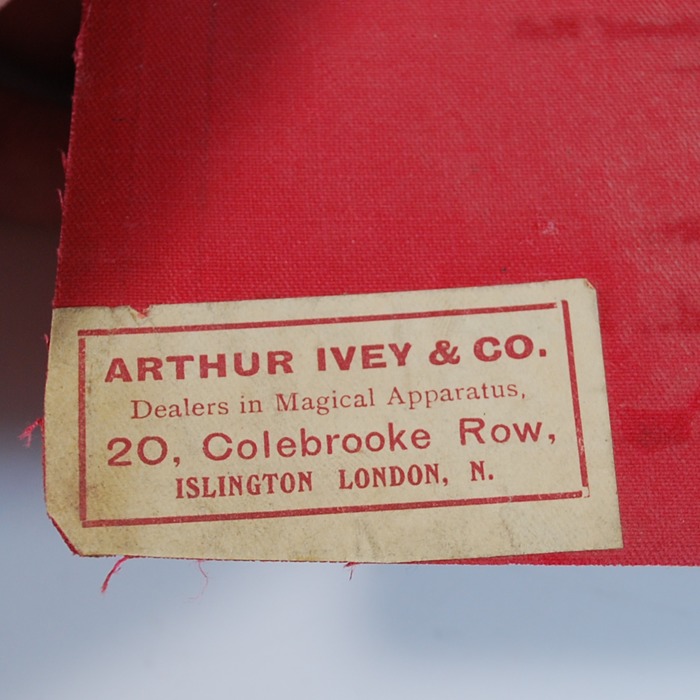 ARTHUR IVEY & CO.
Dealers in Magical Apparatus,
20, Colebrooke Row,
ISLINGTON LONDON, N.